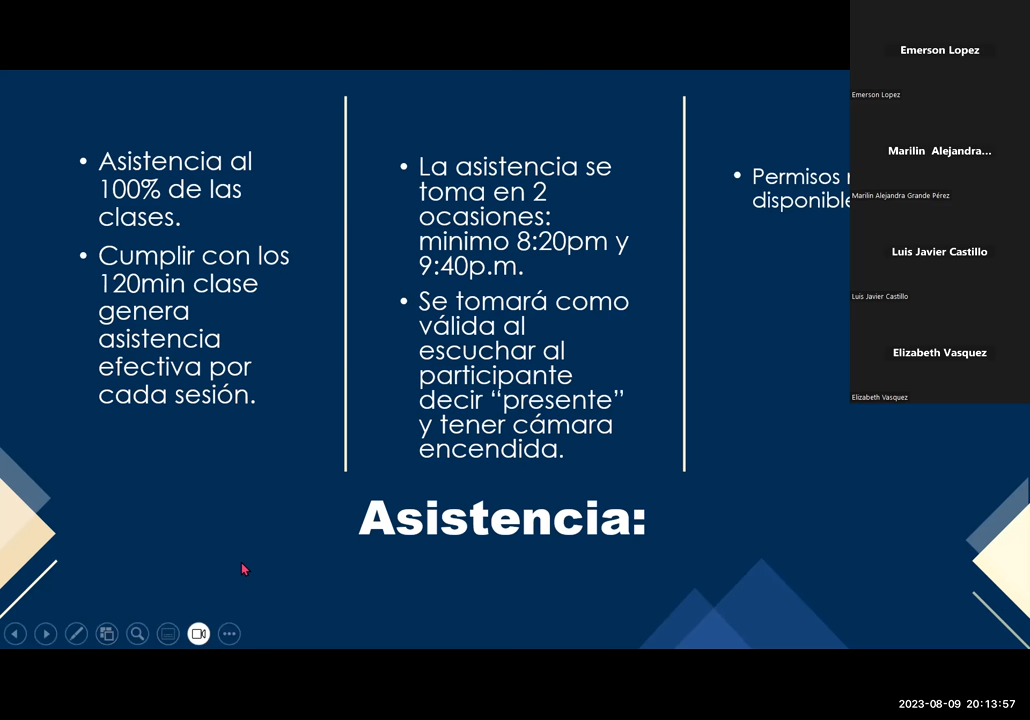 • Asistencia al
100% de las
clases.
• Cumplir con los
120min clase
genera
asistencia
efectiva por
cada sesión.
• La asistencia se
toma en 2
ocasiones:
minimo 8:20pm y
9:40p.m.
• Se tomará como
válida al
escuchar al
participante
decir “presente”
y tener cámara
encendida.
• Permisos
Asistencia:
Emerson Lopez
Emerson Lopez
Marilin Alejandra...
Marilin Alejandra Grande Pérez
Luis Javier Castillo
Luis Javier Castillo
Elizabeth Vasquez
Elizabeth Vasquez
2023-08-09 20:13:57